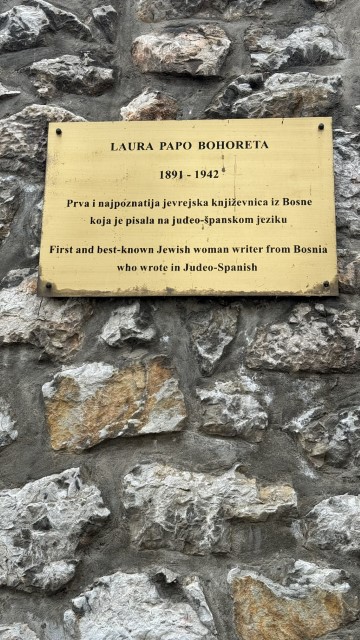 LAURA PAPO BOHORETA
1891 - 1942
Prva i najpoznatija jevrejska književnica iz Bosne
koja je pisala na judeo-španskom jeziku
First and best-known Jewish woman writer from Bosnia
who wrote in Judeo-Spanish